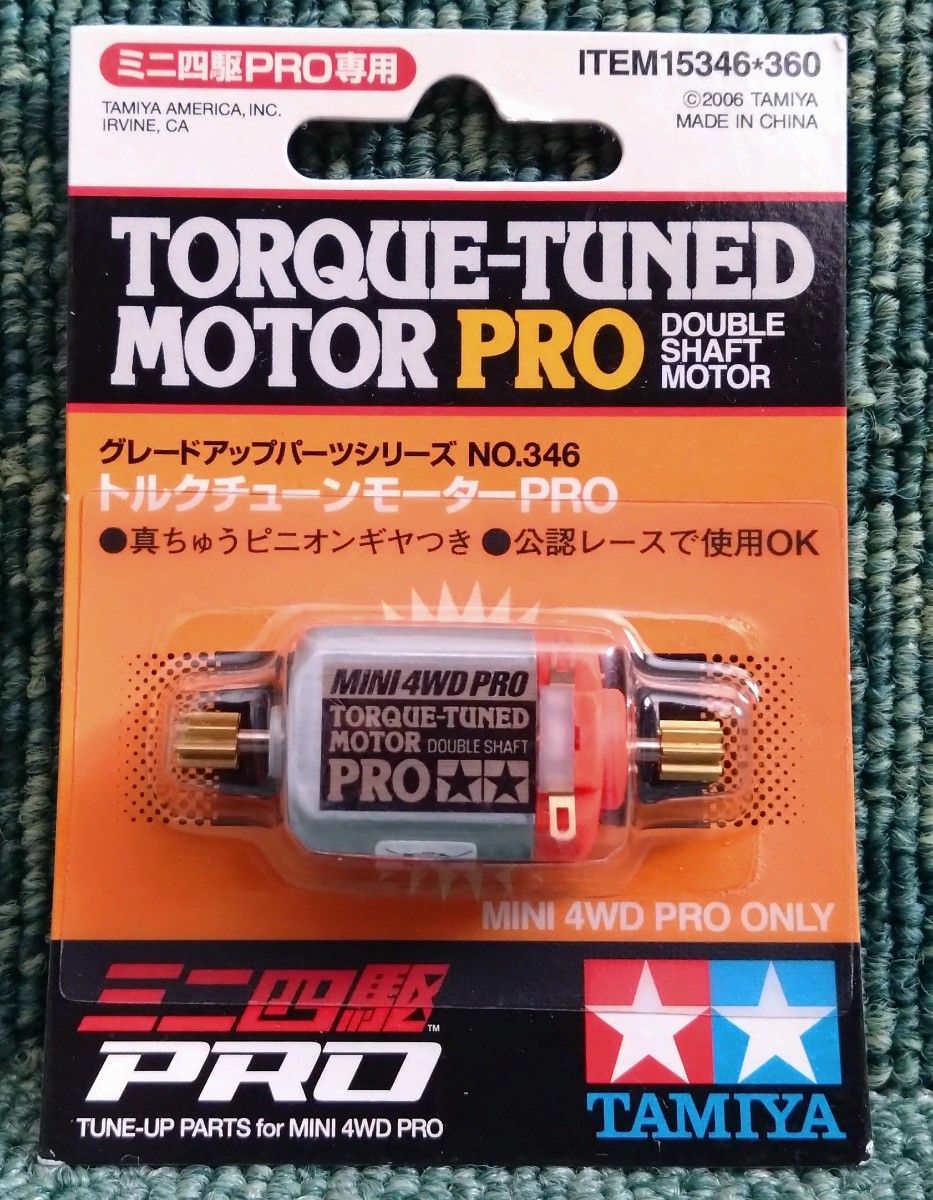 ミニ四駆PRO専用
ITEM15346*360
TAMIYA AMERICA, INC.
IRVINE, CA
©2006 TAMIYA
MADE IN CHINA
TORQUE-TUNED
MOTOR PRO
DOUBLE
SHAFT
MOTOR
グレードアップパーツシリーズ NO.346
トルクチューンモーターPRO
●真ちゅうピニオンギヤつき ●公認レースで使用OK
MINI 4WD PRO
TORQUE-TUNED
MOTOR DOUBLE SHAFT
PRO
MINI 4WD PRO ONLY
ミニ四駆™
PRO
TUNE-UP PARTS for MINI 4WD PRO
TAMIYA